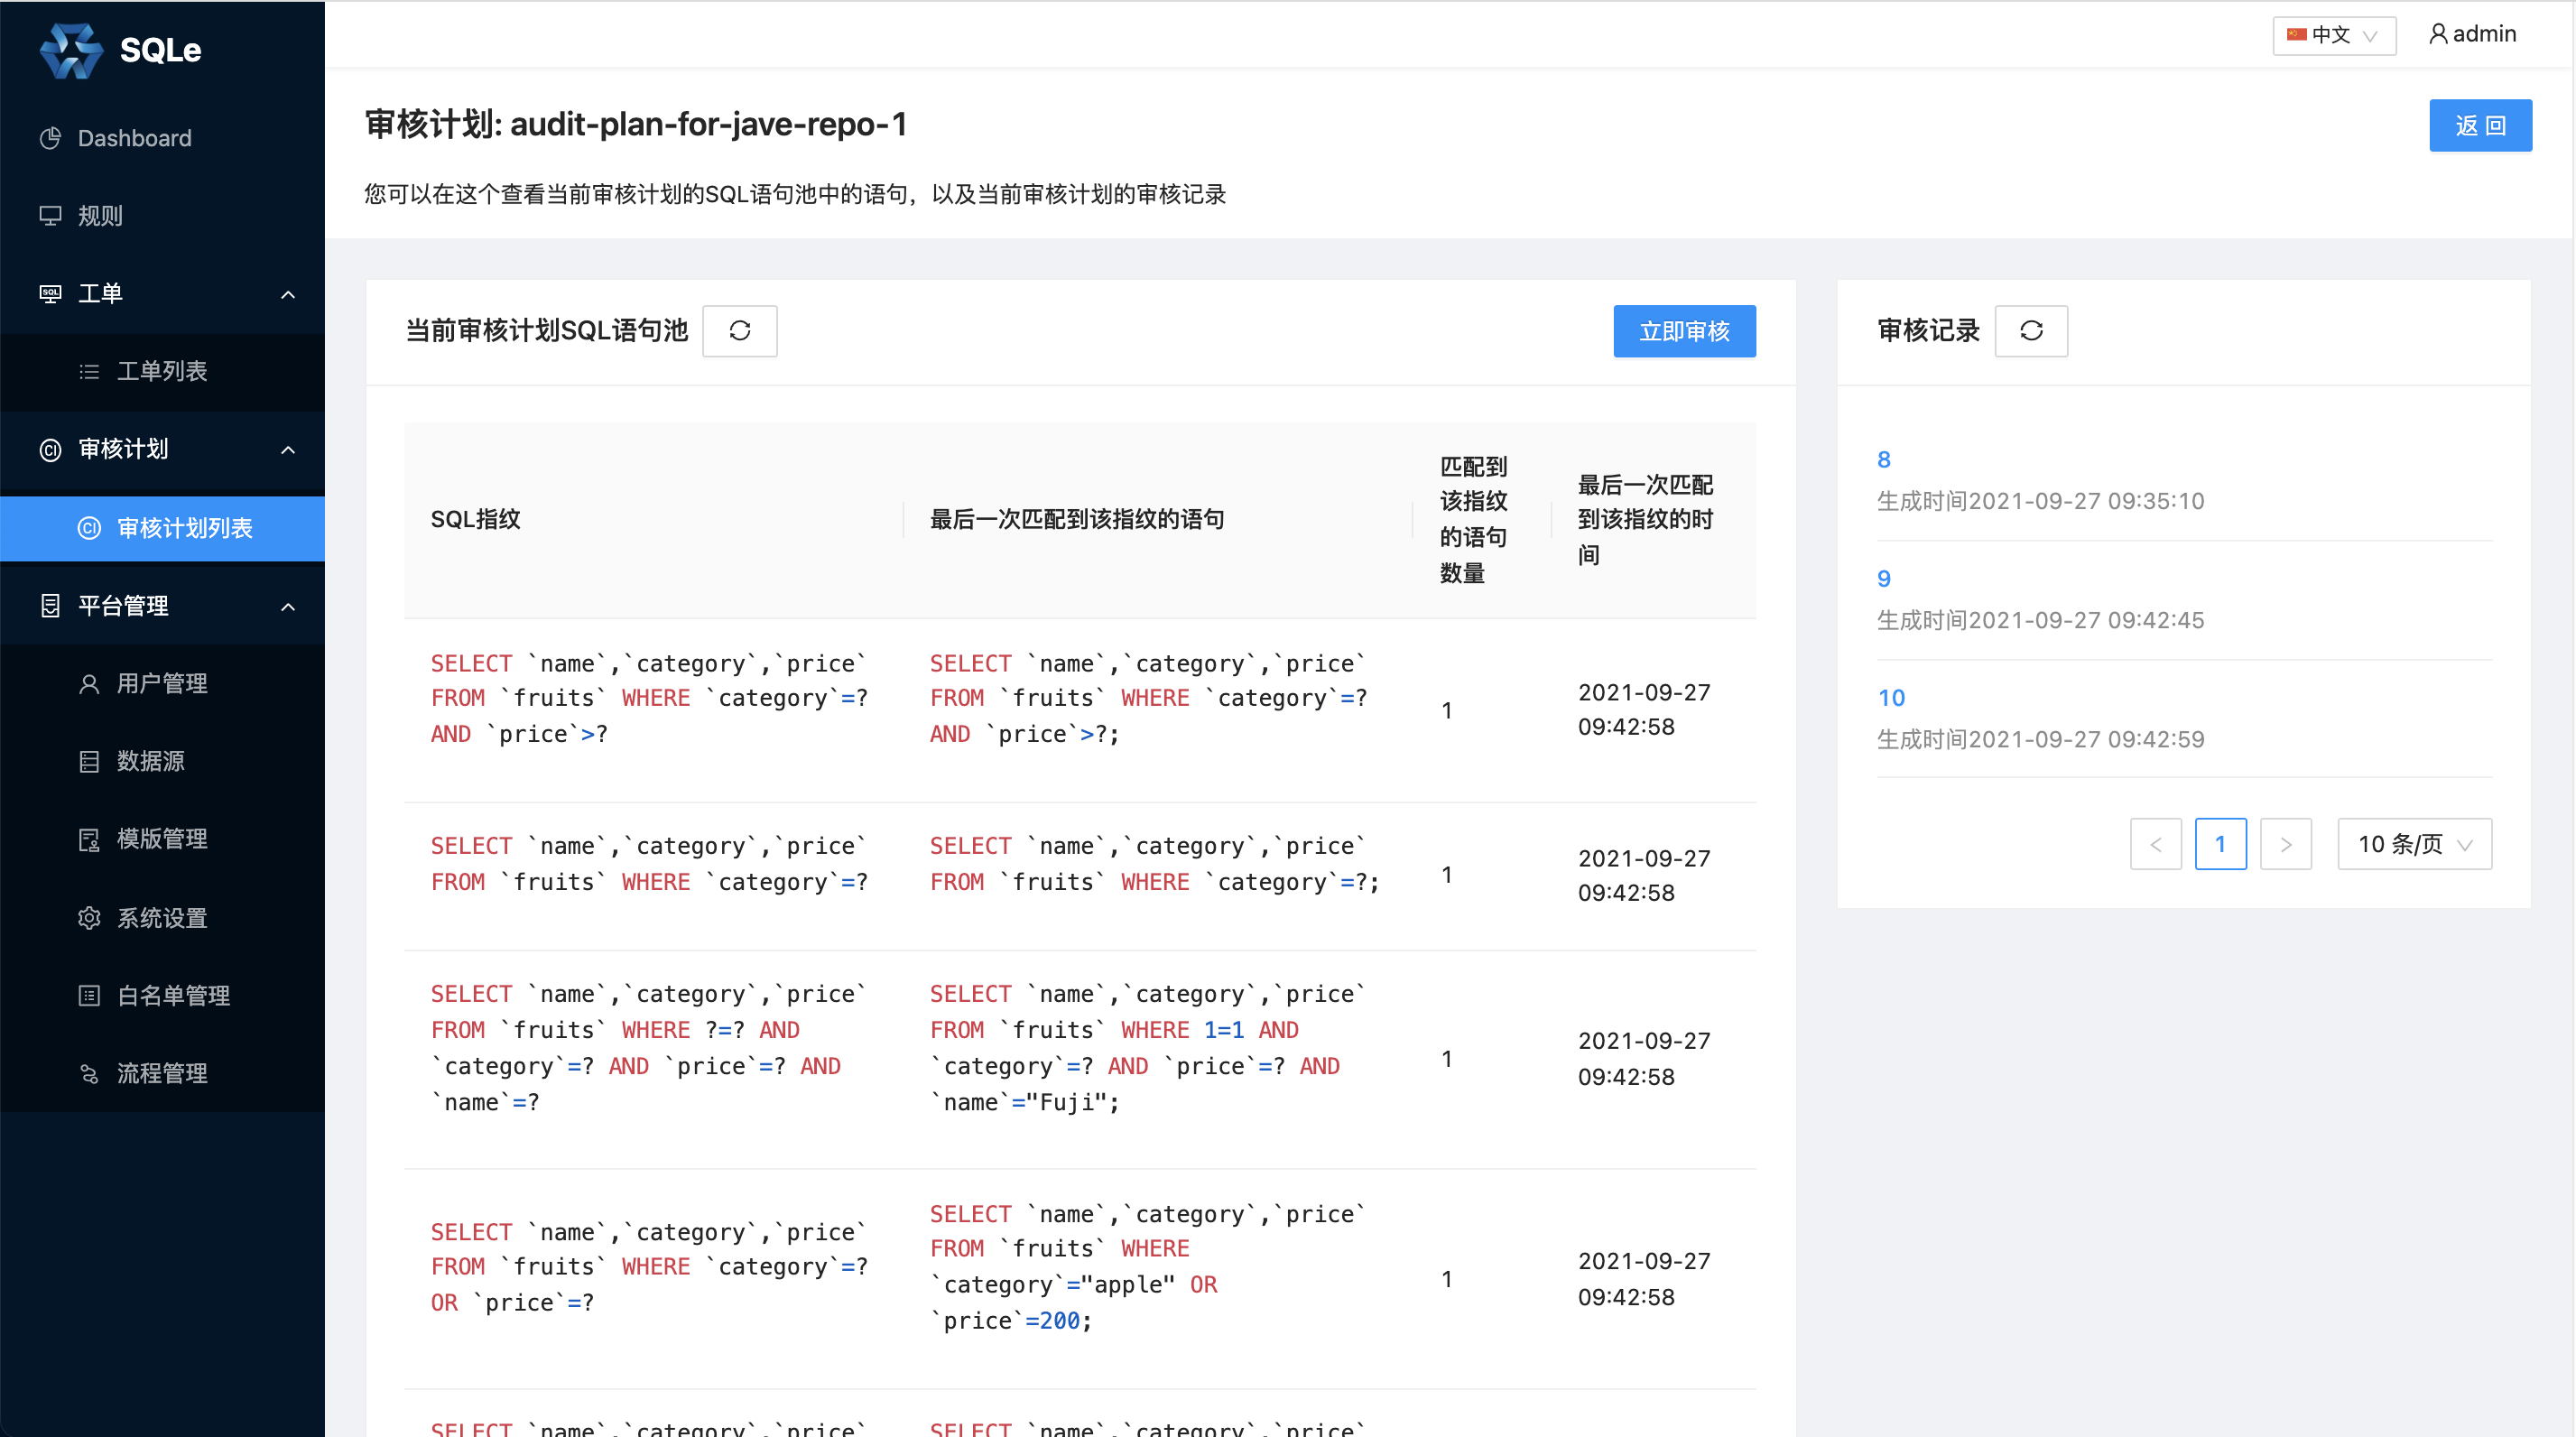 SQLe
中文
admin
Dashboard
规则
工单
工单列表
审核计划
审核计划列表
平台管理
用户管理
数据源
模版管理
系统设置
白名单管理
流程管理
审核计划: audit-plan-for-jave-repo-1
返 回
您可以在这个查看当前审核计划的SQL语句池中的语句，以及当前审核计划的审核记录
当前审核计划SQL语句池
立即审核
SQL指纹
最后一次匹配到该指纹的语句
匹配到
该指纹
的语句
数量
最后一次匹配
到该指纹的时
间
SELECT `name`,`category`,`price`
FROM `fruits` WHERE `category`=?
AND `price`>?
SELECT `name`,`category`,`price`
FROM `fruits` WHERE `category`=?
AND `price`>?;
1
2021-09-27
09:42:58
SELECT `name`,`category`,`price`
FROM `fruits` WHERE `category`=?
SELECT `name`,`category`,`price`
FROM `fruits` WHERE `category`=?;
1
2021-09-27
09:42:58
SELECT `name`,`category`,`price`
FROM `fruits` WHERE ?=? AND
`category`=? AND `price`=? AND
`name`=?
SELECT `name`,`category`,`price`
FROM `fruits` WHERE 1=1 AND
`category`=? AND `price`=? AND
`name`="Fuji";
1
2021-09-27
09:42:58
SELECT `name`,`category`,`price`
FROM `fruits` WHERE `category`=?
OR `price`=?
SELECT `name`,`category`,`price`
FROM `fruits` WHERE
`category`="apple" OR
`price`=200;
1
2021-09-27
09:42:58
SELECT `name`,`category`,`price`
SELECT `name`,`category`,`price`
审核记录
8
生成时间2021-09-27 09:35:10
9
生成时间2021-09-27 09:42:45
10
生成时间2021-09-27 09:42:59
<
1
>
10 条/页